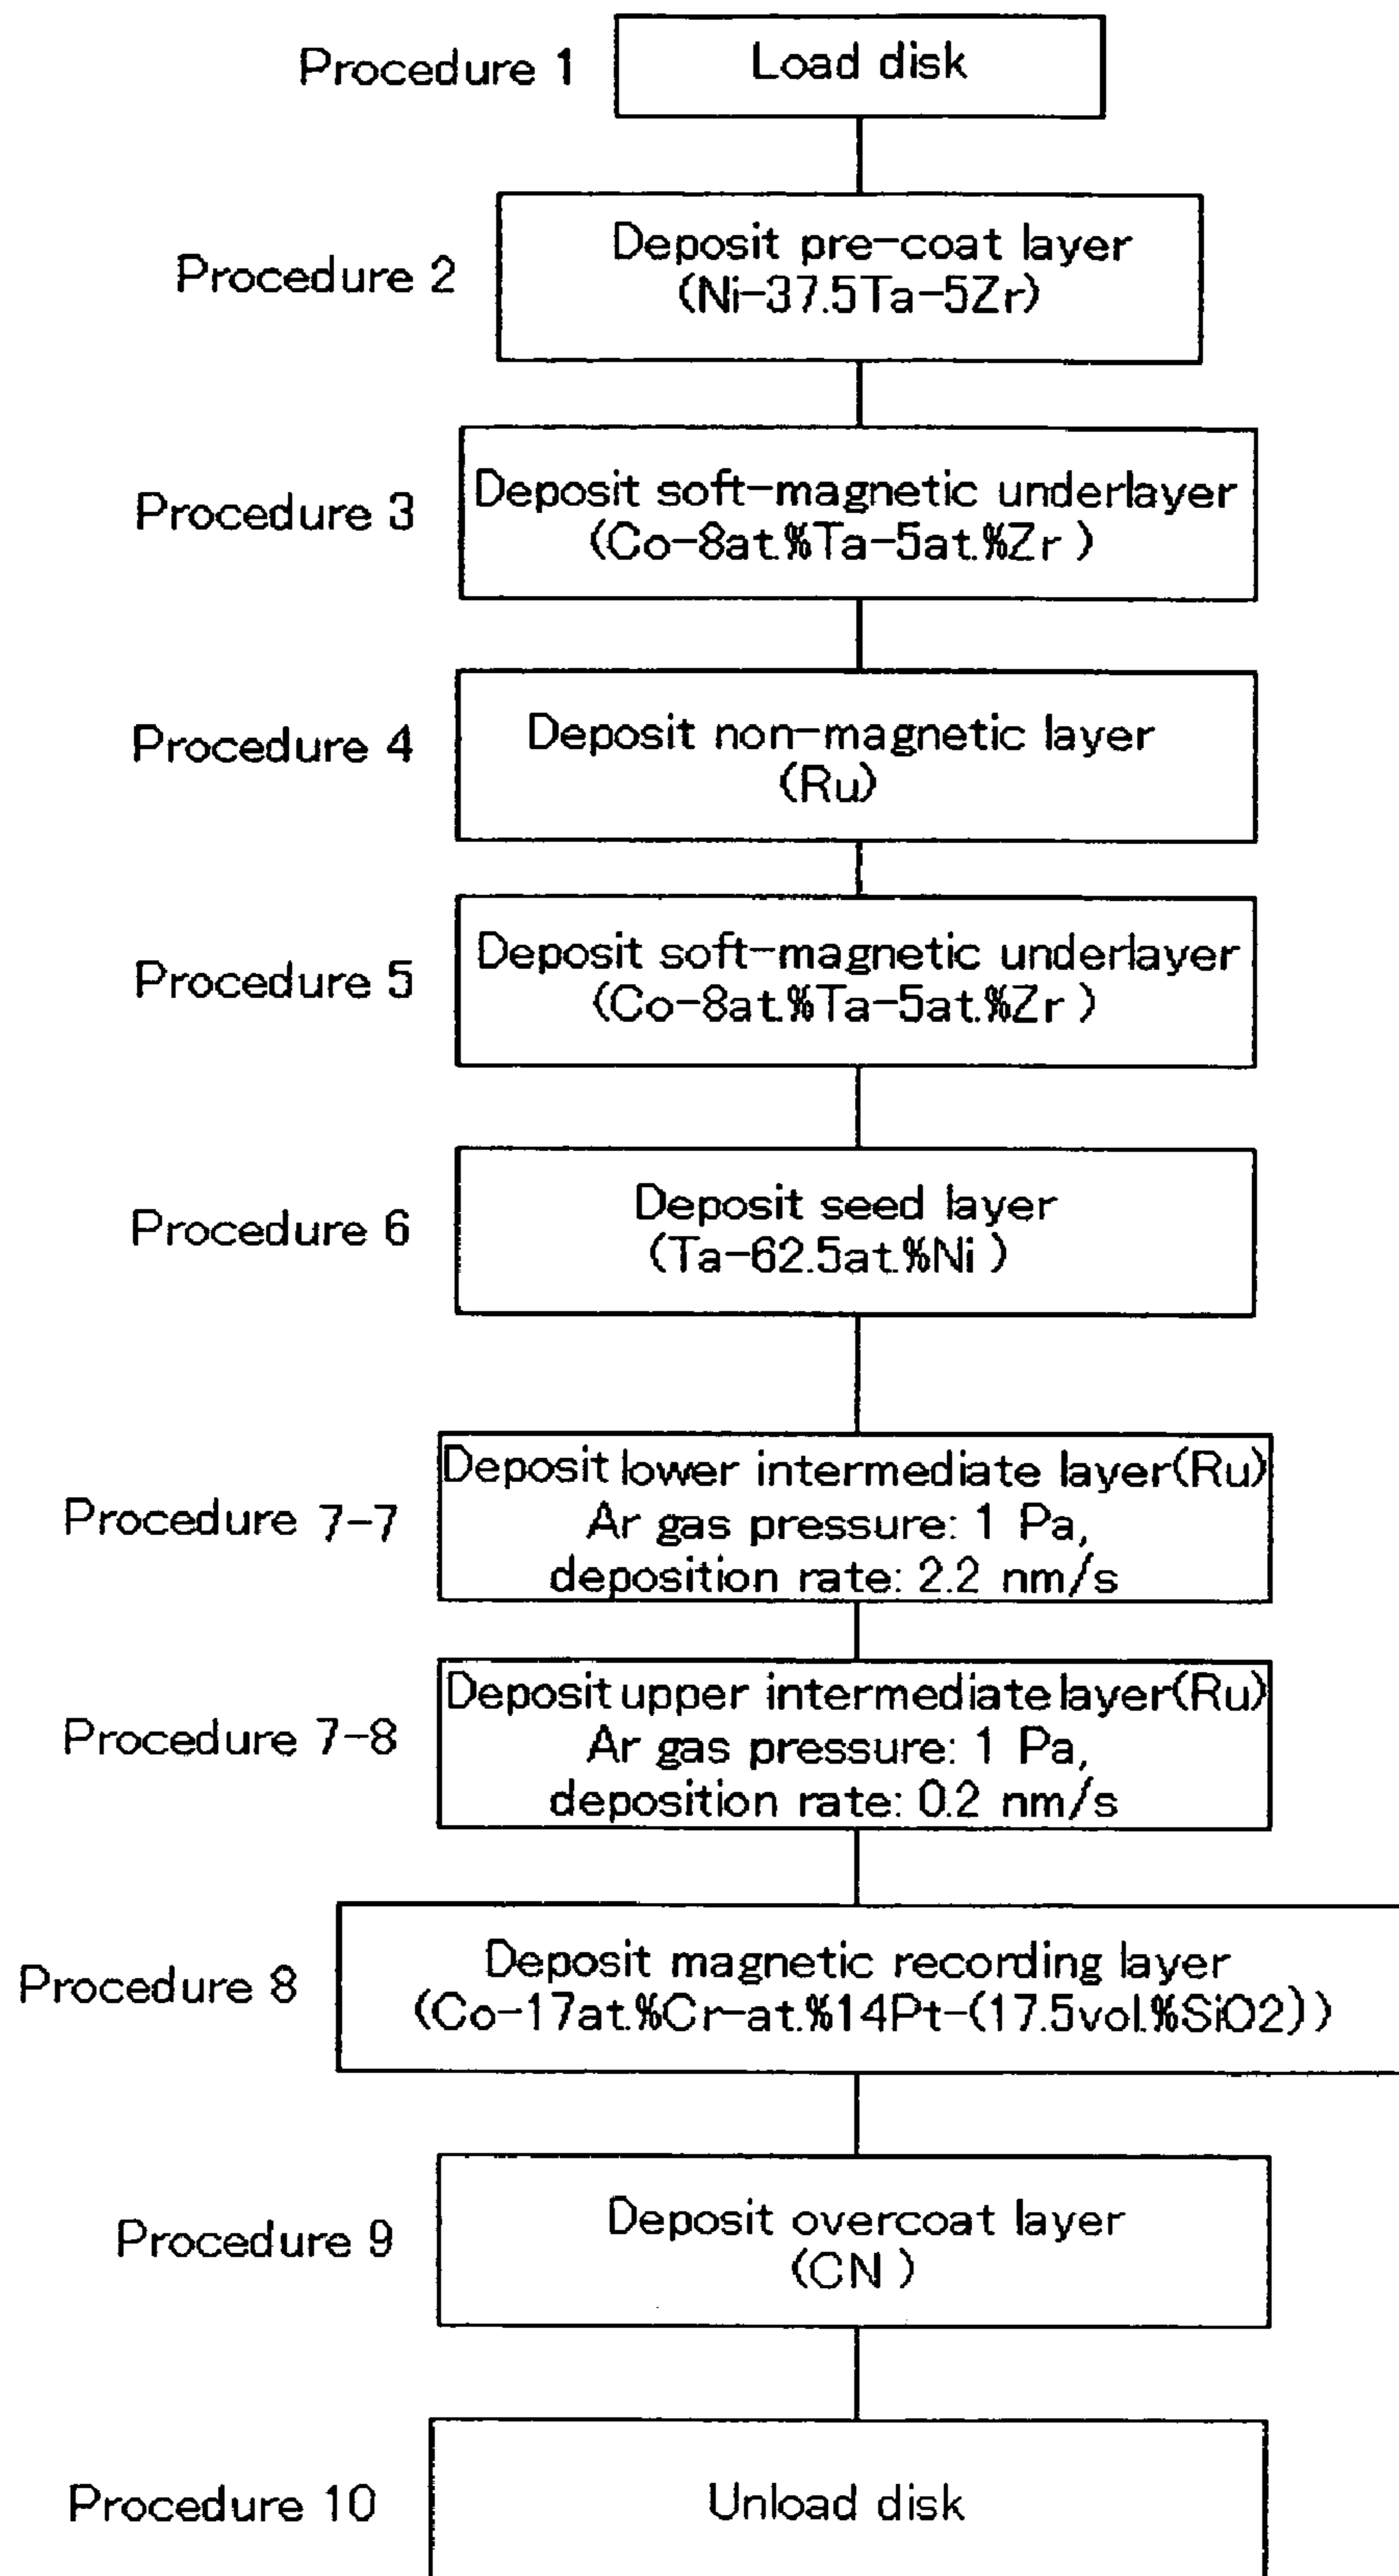 Procedure 1
Load disk
Procedure 2
Deposit pre-coat layer
(Ni-37.5Ta-5Zr)
Procedure 3
Deposit soft-magnetic underlayer
(Co-8at.%Ta-5at.%Zr )
Procedure 4
Deposit non-magnetic layer
(Ru)
Procedure 5
Deposit soft-magnetic underlayer
(Co-8at.%Ta-5at.%Zr )
Procedure 6
Deposit seed layer
(Ta-62.5at.%Ni )
Procedure 7-7
Deposit lower intermediate layer(Ru)
Ar gas pressure: 1 Pa,
deposition rate: 2.2 nm/s
Procedure 7-8
Deposit upper intermediate layer(Ru)
Ar gas pressure: 1 Pa,
deposition rate: 0.2 nm/s
Procedure 8
Deposit magnetic recording layer
(Co-17at.%Cr-at.%14Pt-(17.5vol.%SiO2))
Procedure 9
Deposit overcoat layer
(CN )
Procedure 10
Unload disk